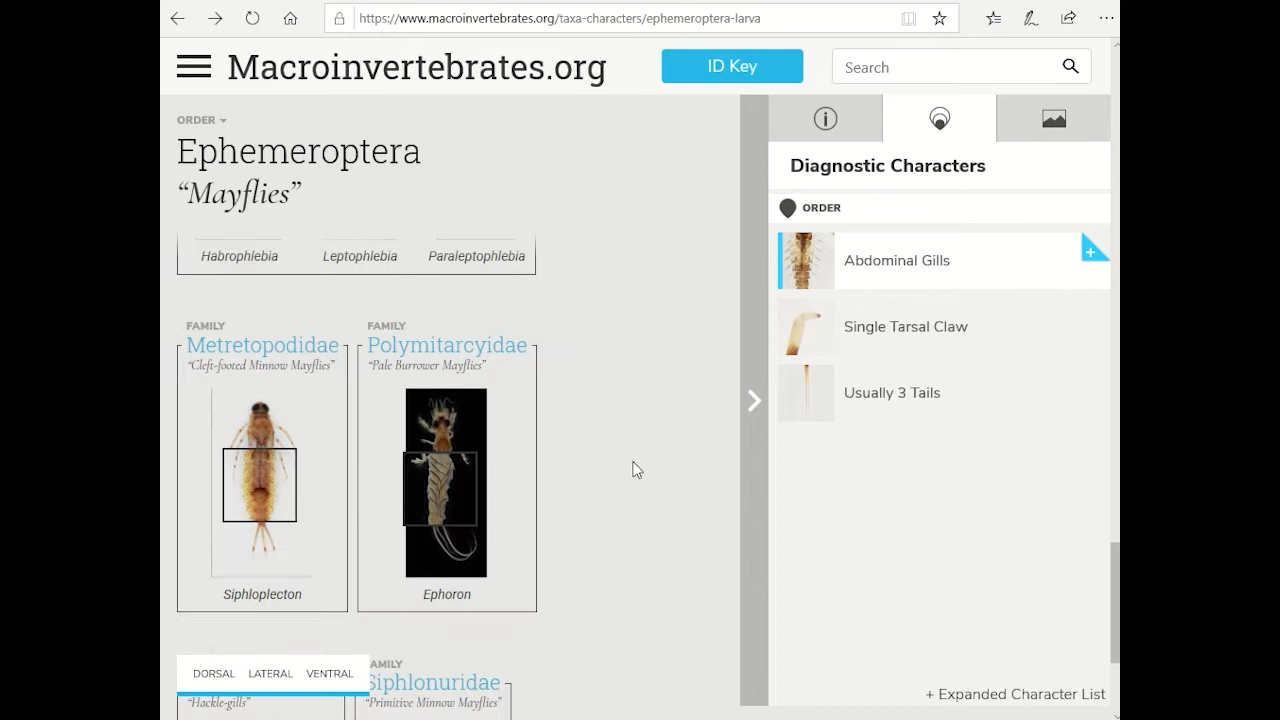 https://www.macroinvertebrates.org/taxa-characters/ephemeroptera-larva
Macroinvertebrates.org
ID Key
Search
ORDER
Ephemeroptera
“Mayflies”
Habrophlebia Leptophlebia Paraleptophlebia
FAMILY
Metretopodidae
“Cleft-footed Minnow Mayflies”
Siphloplecton
FAMILY
Polymitarcyidae
“Pale Burrower Mayflies”
Ephoron
DORSAL LATERAL VENTRAL
“Hackle-gills”
AMILY
Siphlonuridae
“Primitive Minnow Mayflies”
Diagnostic Characters
ORDER
Abdominal Gills
+
Single Tarsal Claw
Usually 3 Tails
+ Expanded Character List